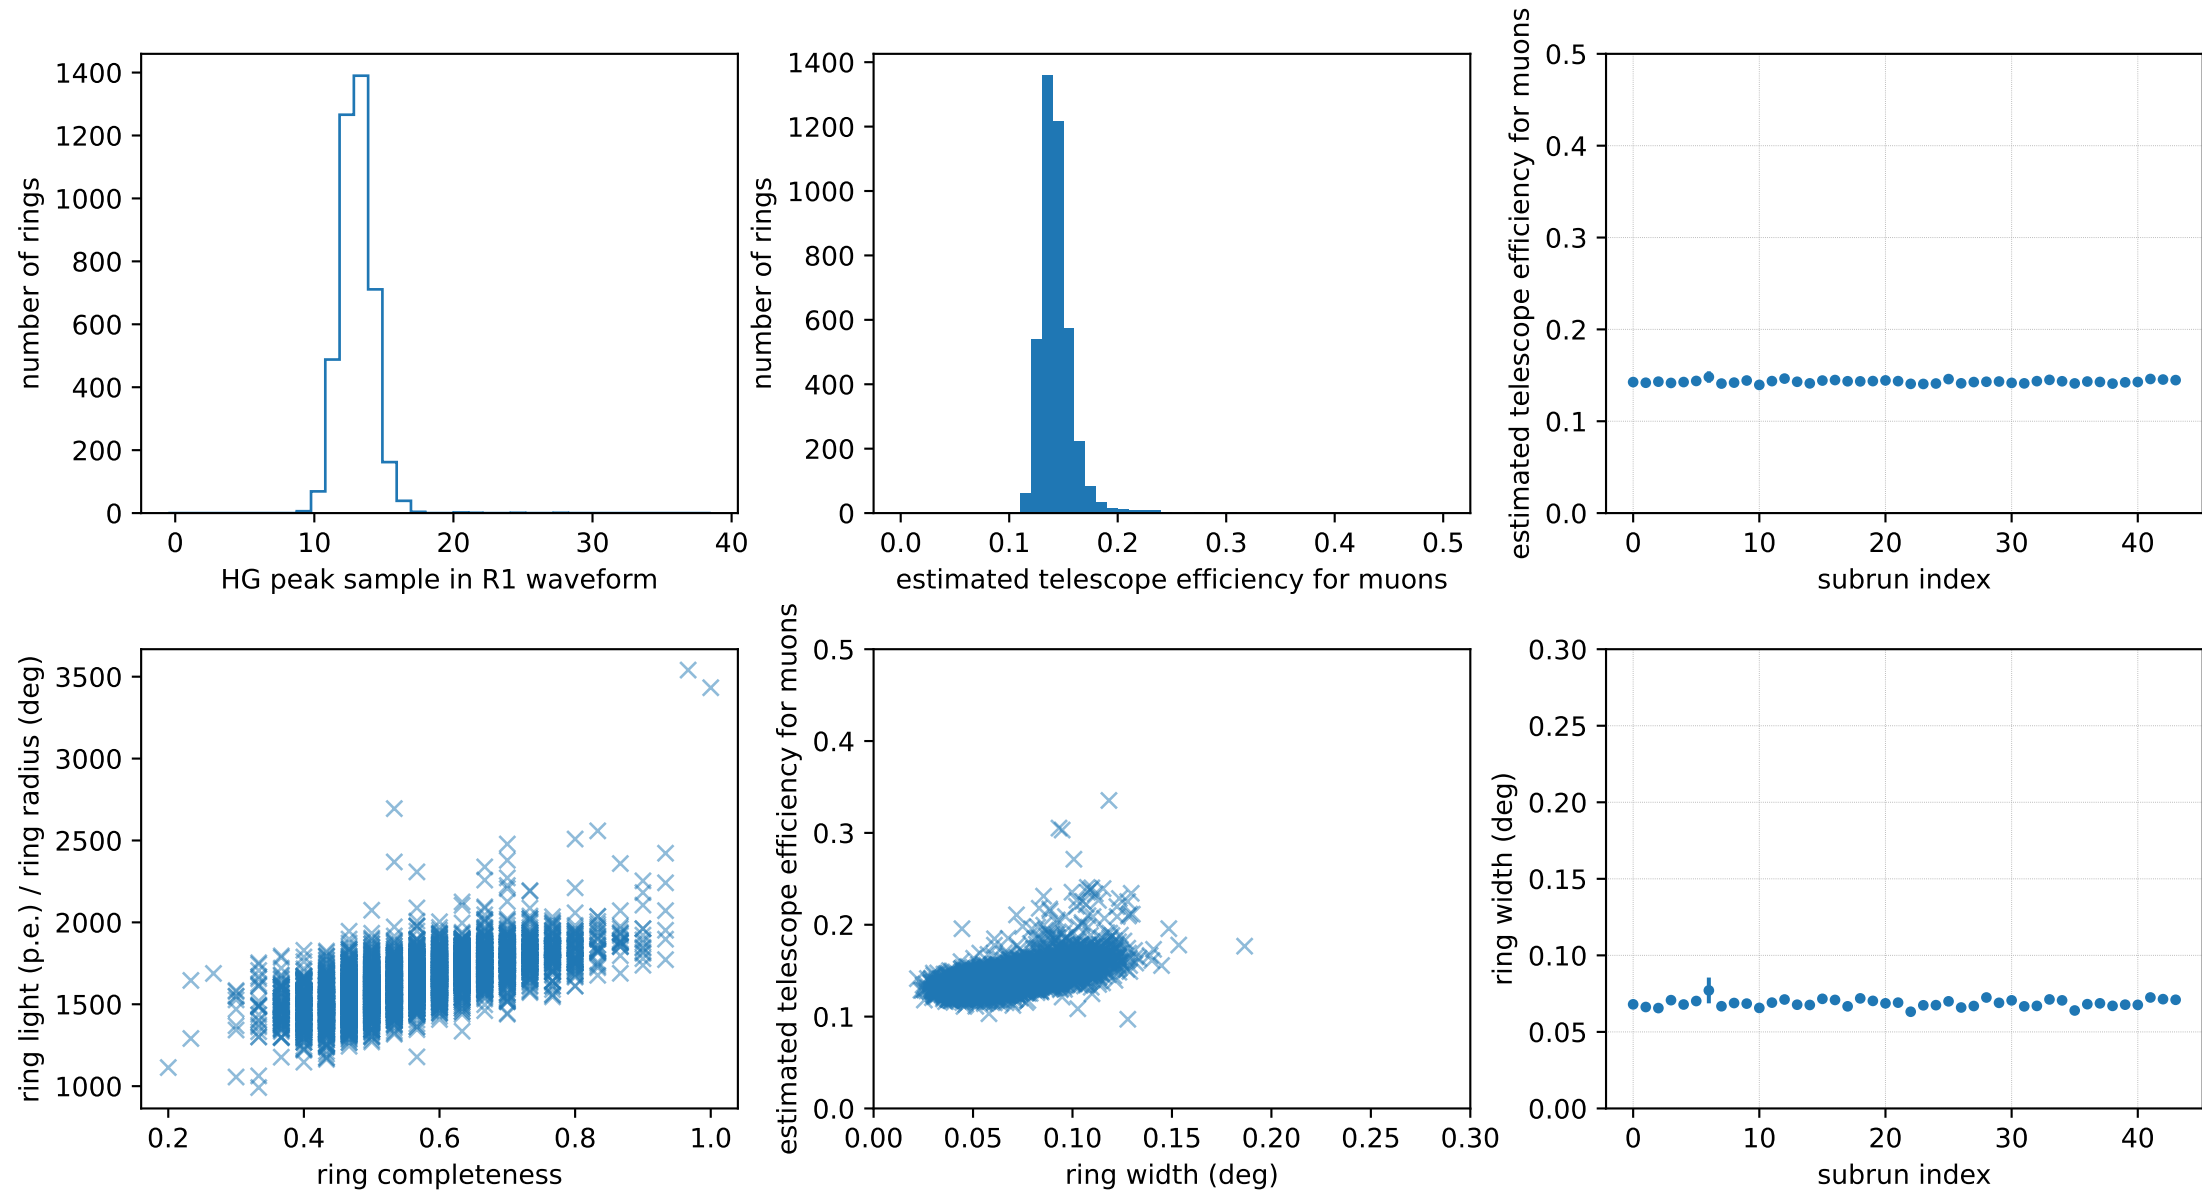 number of rings
1400
1200
1000
800
600
400
200
0
0 10 20 30 40
HG peak sample in R1 waveform
number of rings
1400
1200
1000
800
600
400
200
0
0.0 0.1 0.2 0.3 0.4 0.5
estimated telescope efficiency for muons
estimated telescope efficiency for muons
0.5
0.4
0.3
0.2
0.1
0.0
0 10 20 30 40
subrun index
ring light (p.e.) / ring radius (deg)
3500
3000
2500
2000
1500
1000
0.2 0.4 0.6 0.8 1.0
ring completeness
estimated telescope efficiency for muons
0.5
0.4
0.3
0.2
0.1
0.0
0.00 0.05 0.10 0.15 0.20 0.25 0.30
ring width (deg)
ring width (deg)
0.30
0.25
0.20
0.15
0.10
0.05
0.00
0 10 20 30 40
subrun index